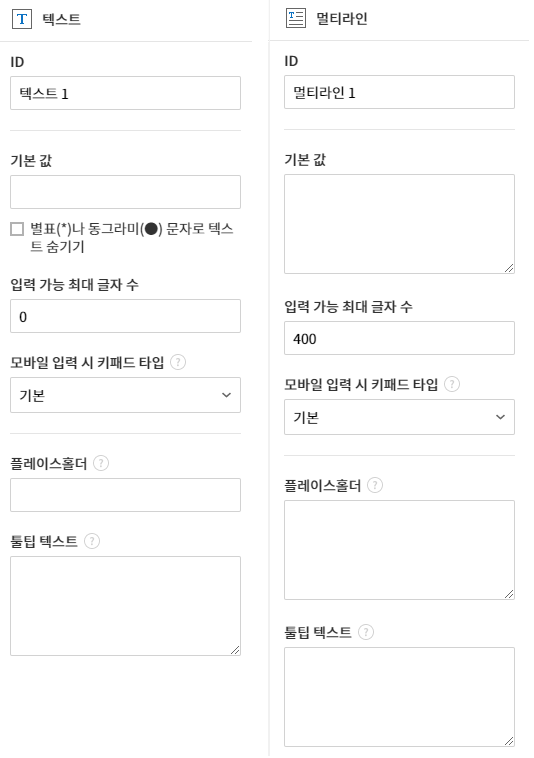 텍스트
ID
텍스트 1
기본 값
별표(*)나 동그라미(●) 문자로 텍스
트 숨기기
입력 가능 최대 글자 수
0
모바일 입력 시 키패드 타입 ?
기본
플레이스홀더 ?
툴팁 텍스트 ?
멀티라인
ID
멀티라인 1
기본 값
입력 가능 최대 글자 수
400
모바일 입력 시 키패드 타입 ?
기본
플레이스홀더 ?
툴팁 텍스트 ?